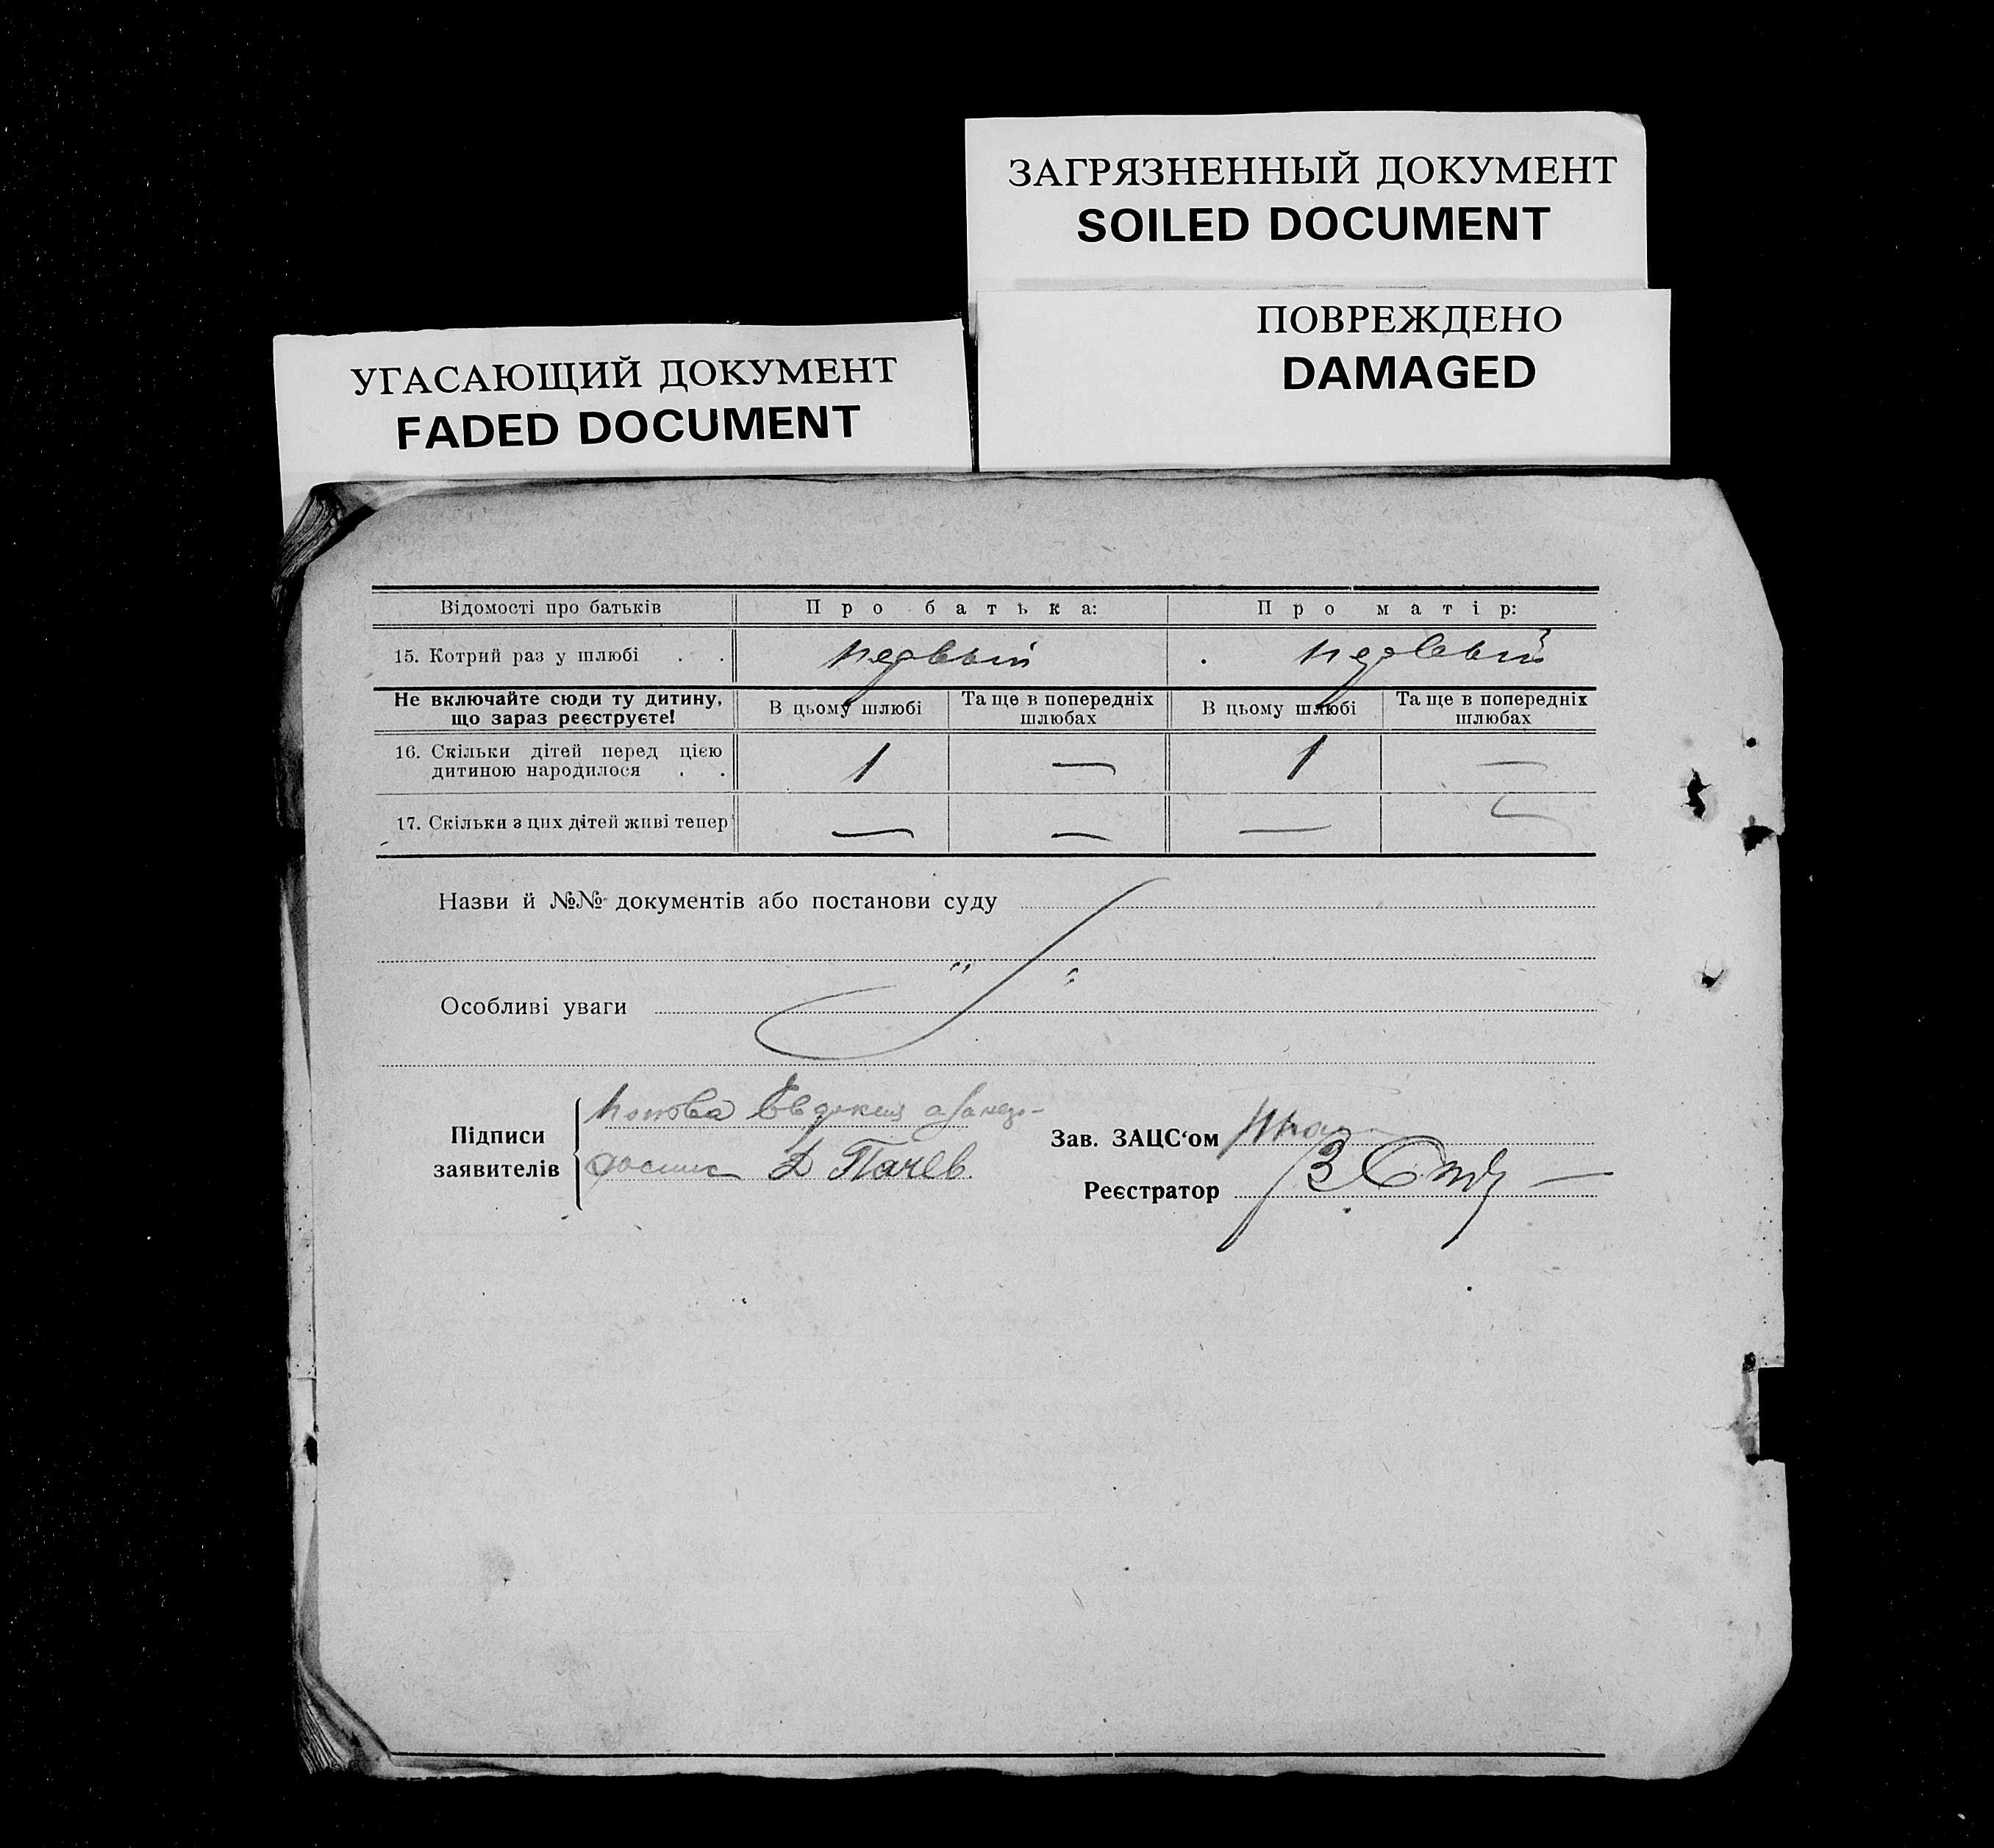 ЗАГРЯЗНЕННЫЙ ДОКУМЕНТ
SOILED DOCUMENT
ПОВРЕЖДЕНО
DAMAGED
УГАСАЮЩИЙ ДОКУМЕНТ
FADED DOCUMENT
Відомості про батьків Про батька: Про матір:
15. Котрий раз у шлюбі . . первый . первый
Не включайте сюди ту дитину, що зараз реєструєте! В цьому шлюбі Та ще в попередніх шлюбах В цьому шлюбі Та ще в попередніх шлюбах
16. Скільки дітей перед цією дитиною народилося . . 1 — 1 —
17. Скільки з цих дітей живі тепер — — — —
Назви й №№ документів або постанови суду
" "
Особливі уваги
Підписи заявителів
Попова Евдокия
Д Пачев.
Зав. ЗАЦС'ом
Реєстратор